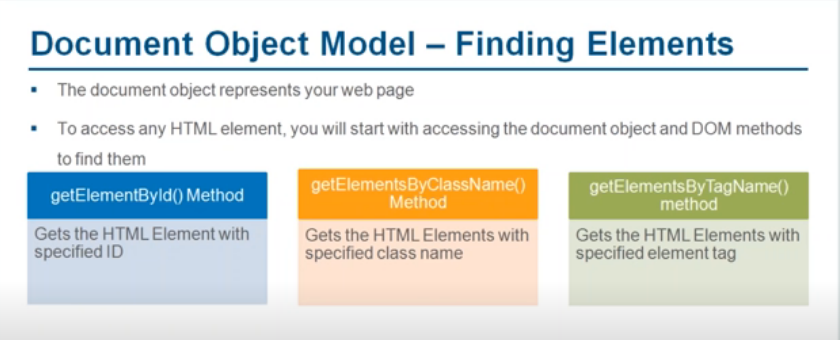 Document Object Model – Finding Elements
▪ The document object represents your web page
▪ To access any HTML element, you will start with accessing the document object and DOM methods
to find them
getElementById() Method
Gets the HTML Element with
specified ID
getElementsByClassName()
Method
Gets the HTML Elements with
specified class name
getElementsByTagName()
method
Gets the HTML Elements with
specified element tag